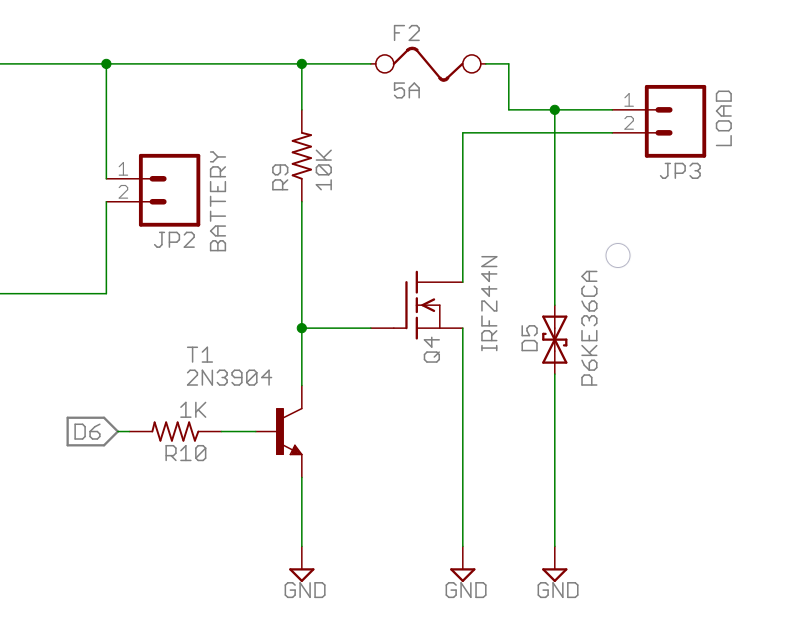 F2
5A
1
2
LOAD
JP3
R9
10K
1
2
BATTERY
JP2
IRFZ44N
Q4
D5
P6KE36CA
T1
2N3904
1K
D6
R10
GND
GND
GND